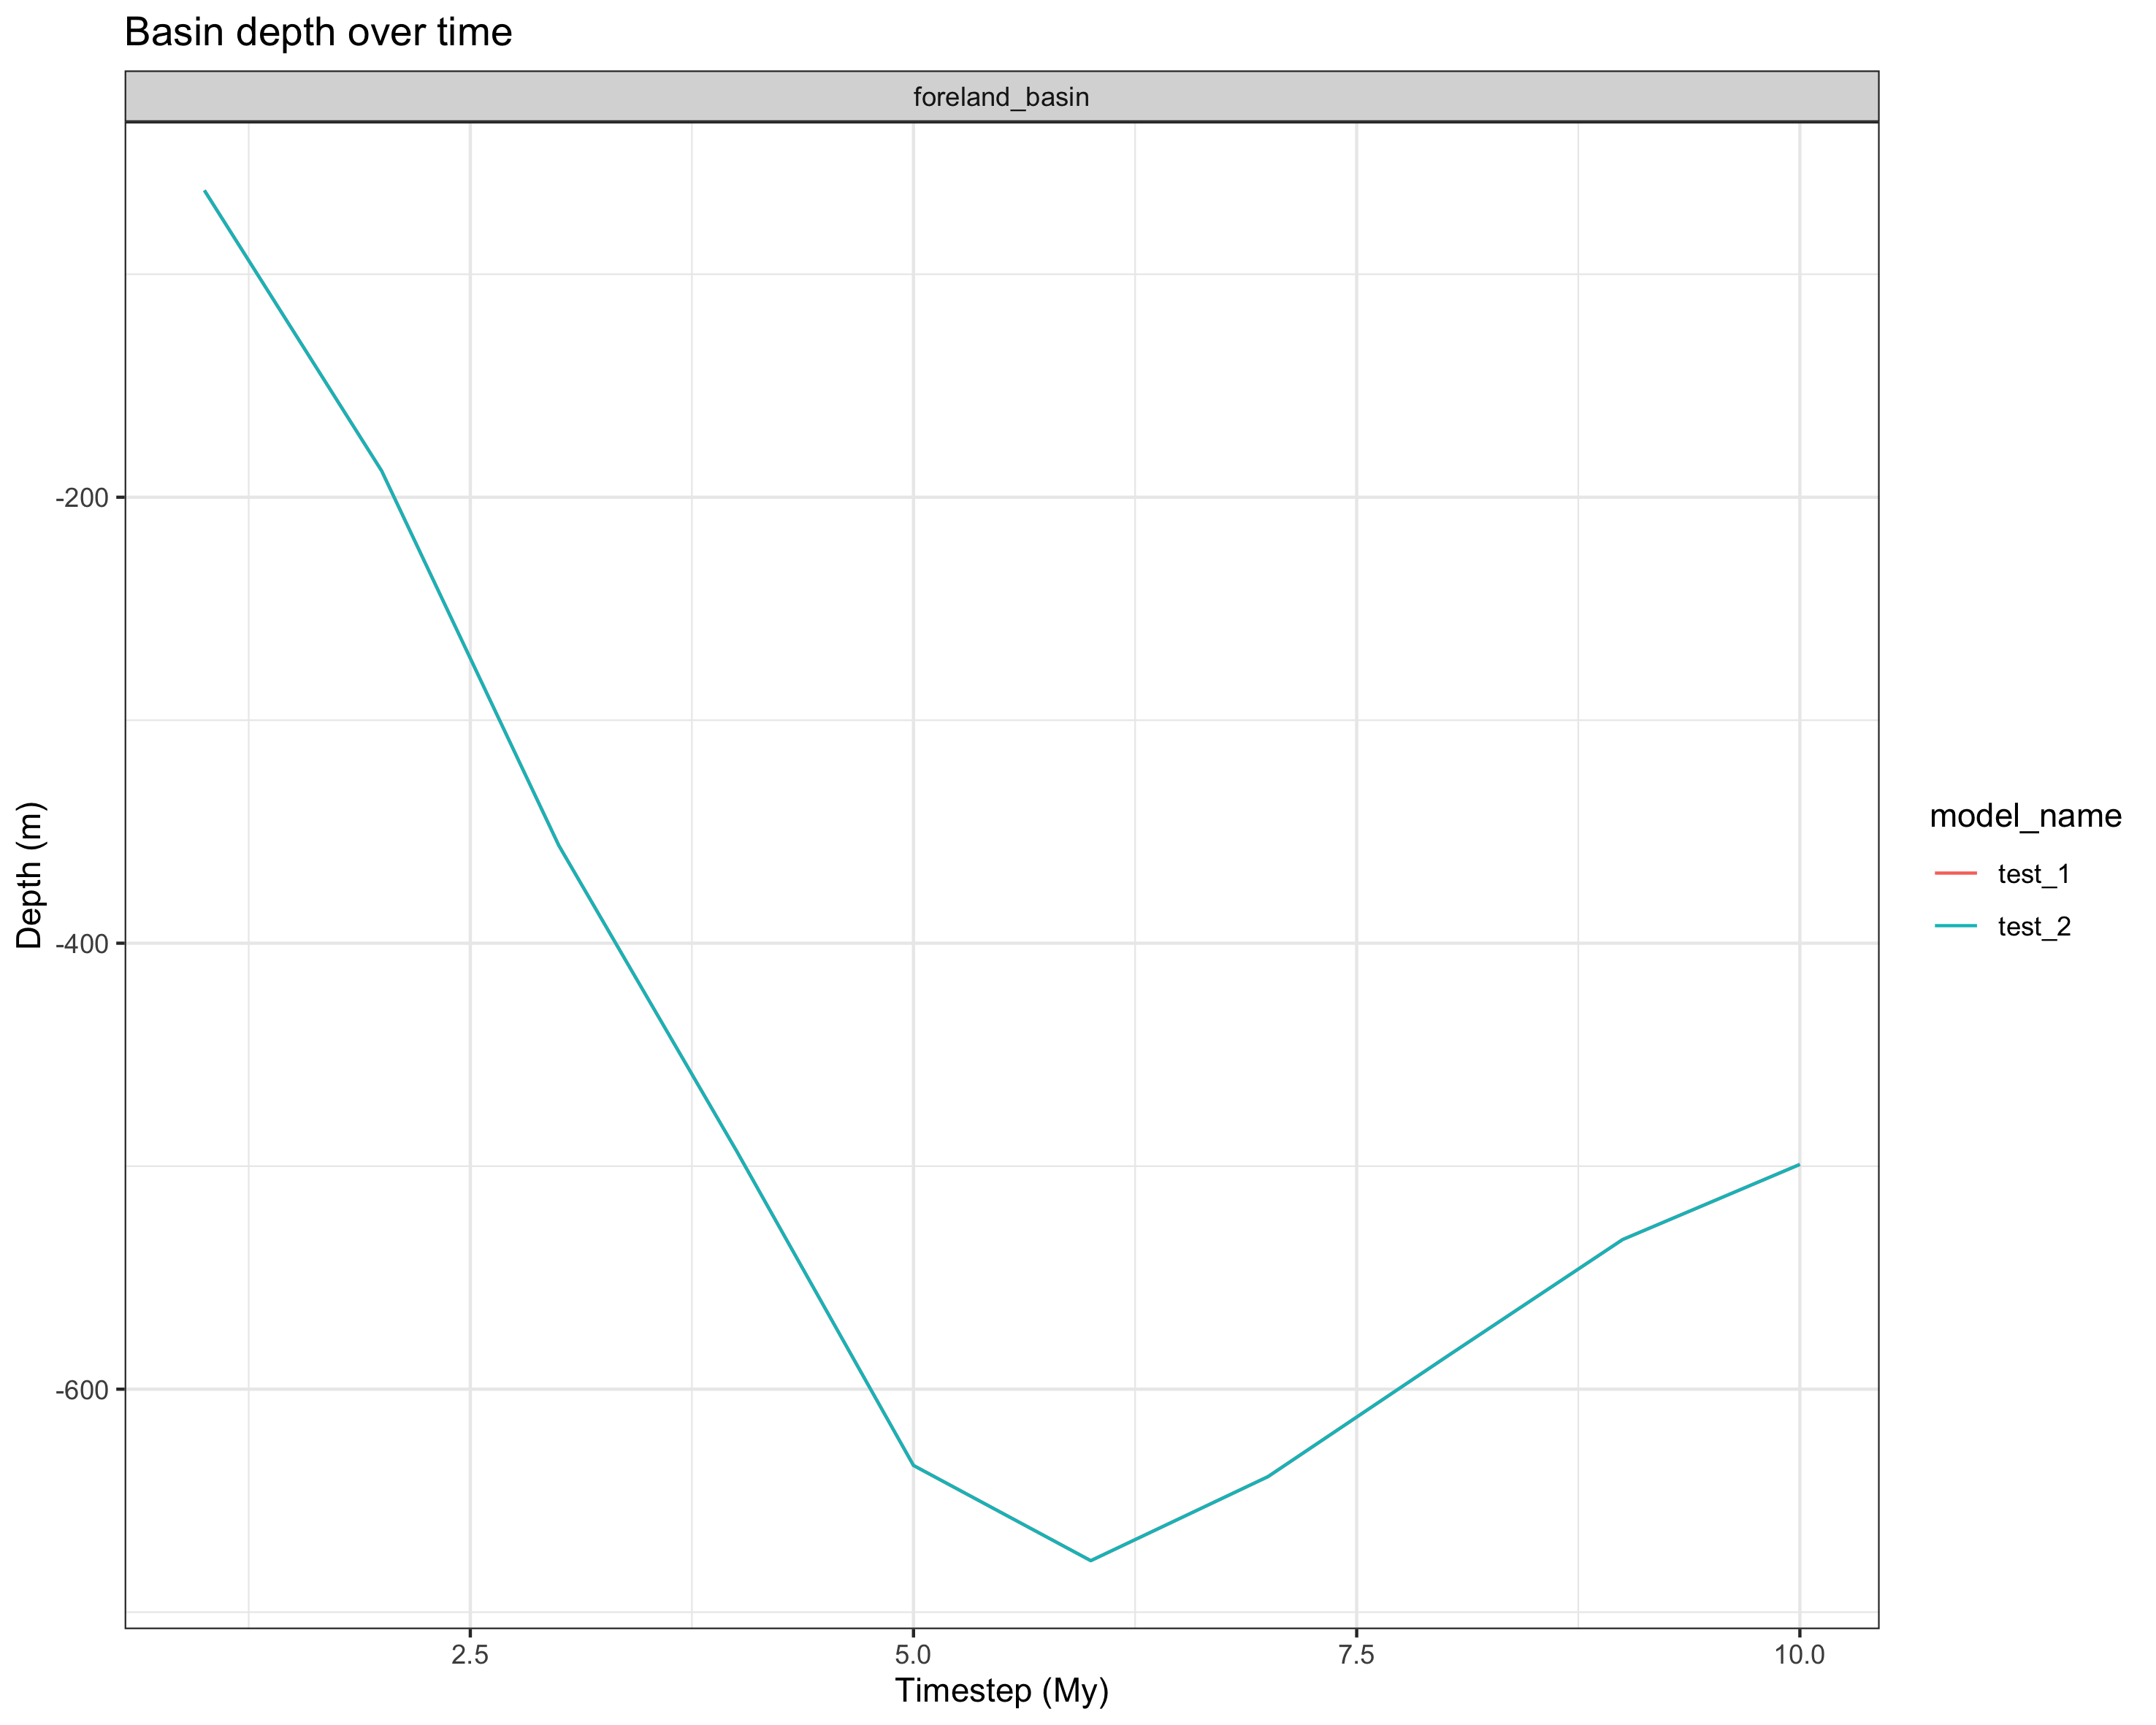 Basin depth over time
foreland_basin
-200
-400
-600
Depth (m)
2.5
5.0
7.5
10.0
Timestep (My)
model_name
test_1
test_2